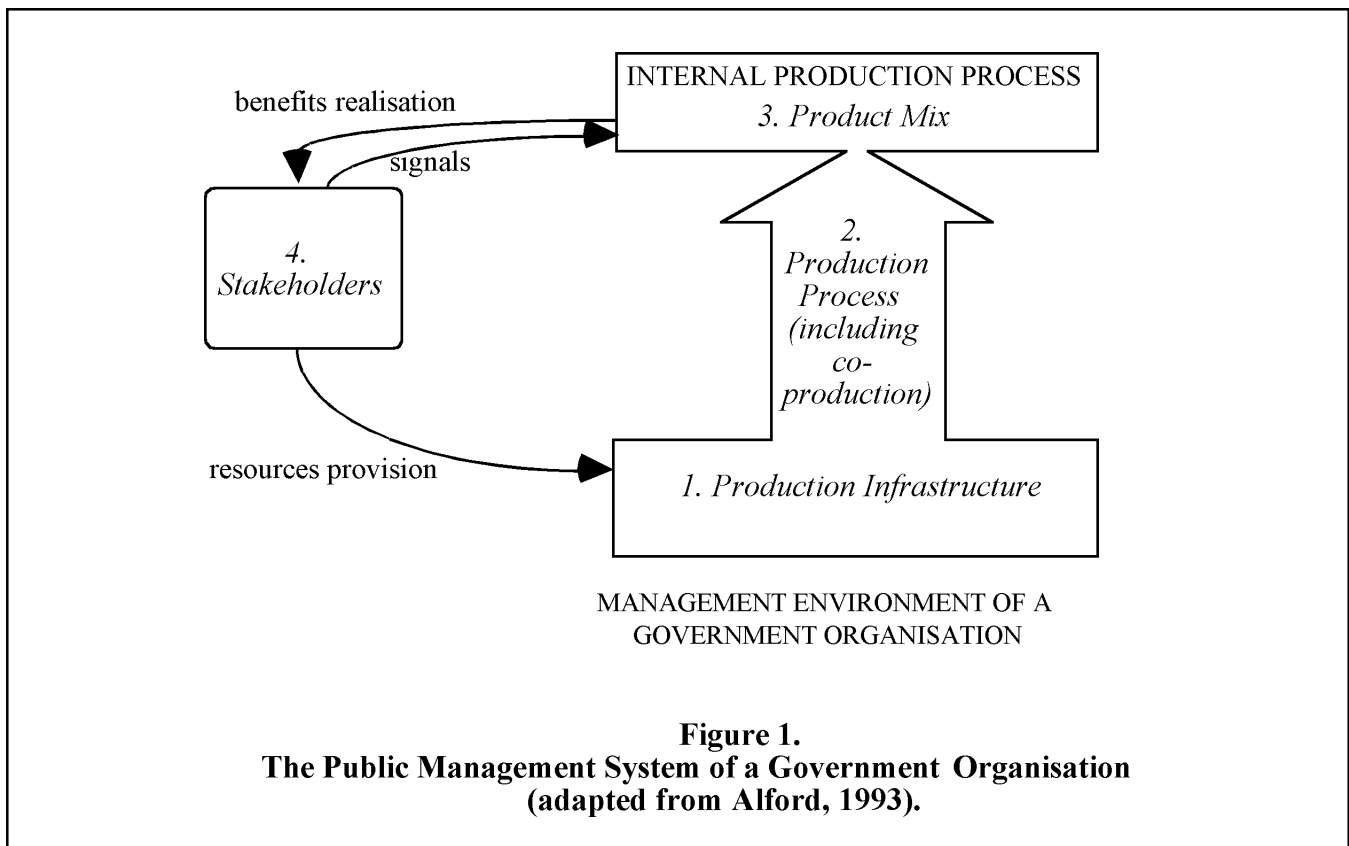 INTERNAL PRODUCTION PROCESS
3. Product Mix
benefits realisation
signals
4.
Stakeholders
2.
Production
Process
(including
co-
production)
resources provision
1. Production Infrastructure
MANAGEMENT ENVIRONMENT OF A
GOVERNMENT ORGANISATION
Figure 1.
The Public Management System of a Government Organisation
(adapted from Alford, 1993).